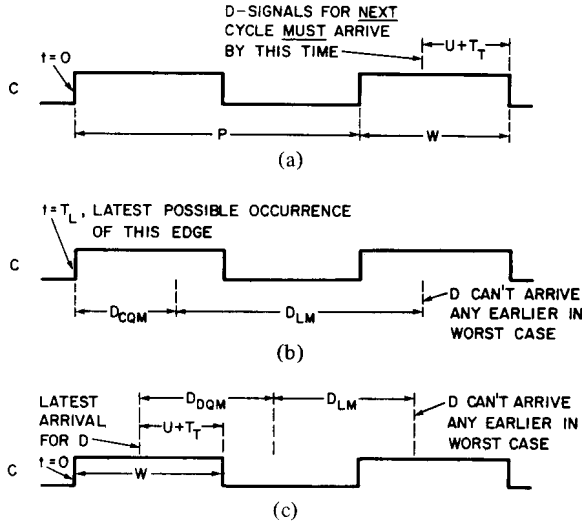 D-SIGNALS FOR NEXT
CYCLE MUST ARRIVE
BY THIS TIME
U+T_T
t=0
C
P
W
(a)
t=T_L, LATEST POSSIBLE OCCURRENCE
OF THIS EDGE
C
D_CQM
D_LM
D CAN'T ARRIVE
ANY EARLIER IN
WORST CASE
(b)
LATEST
ARRIVAL
FOR D
D_DQM
D_LM
U+T_T
D CAN'T ARRIVE
ANY EARLIER IN
WORST CASE
t=0
C
W
(c)